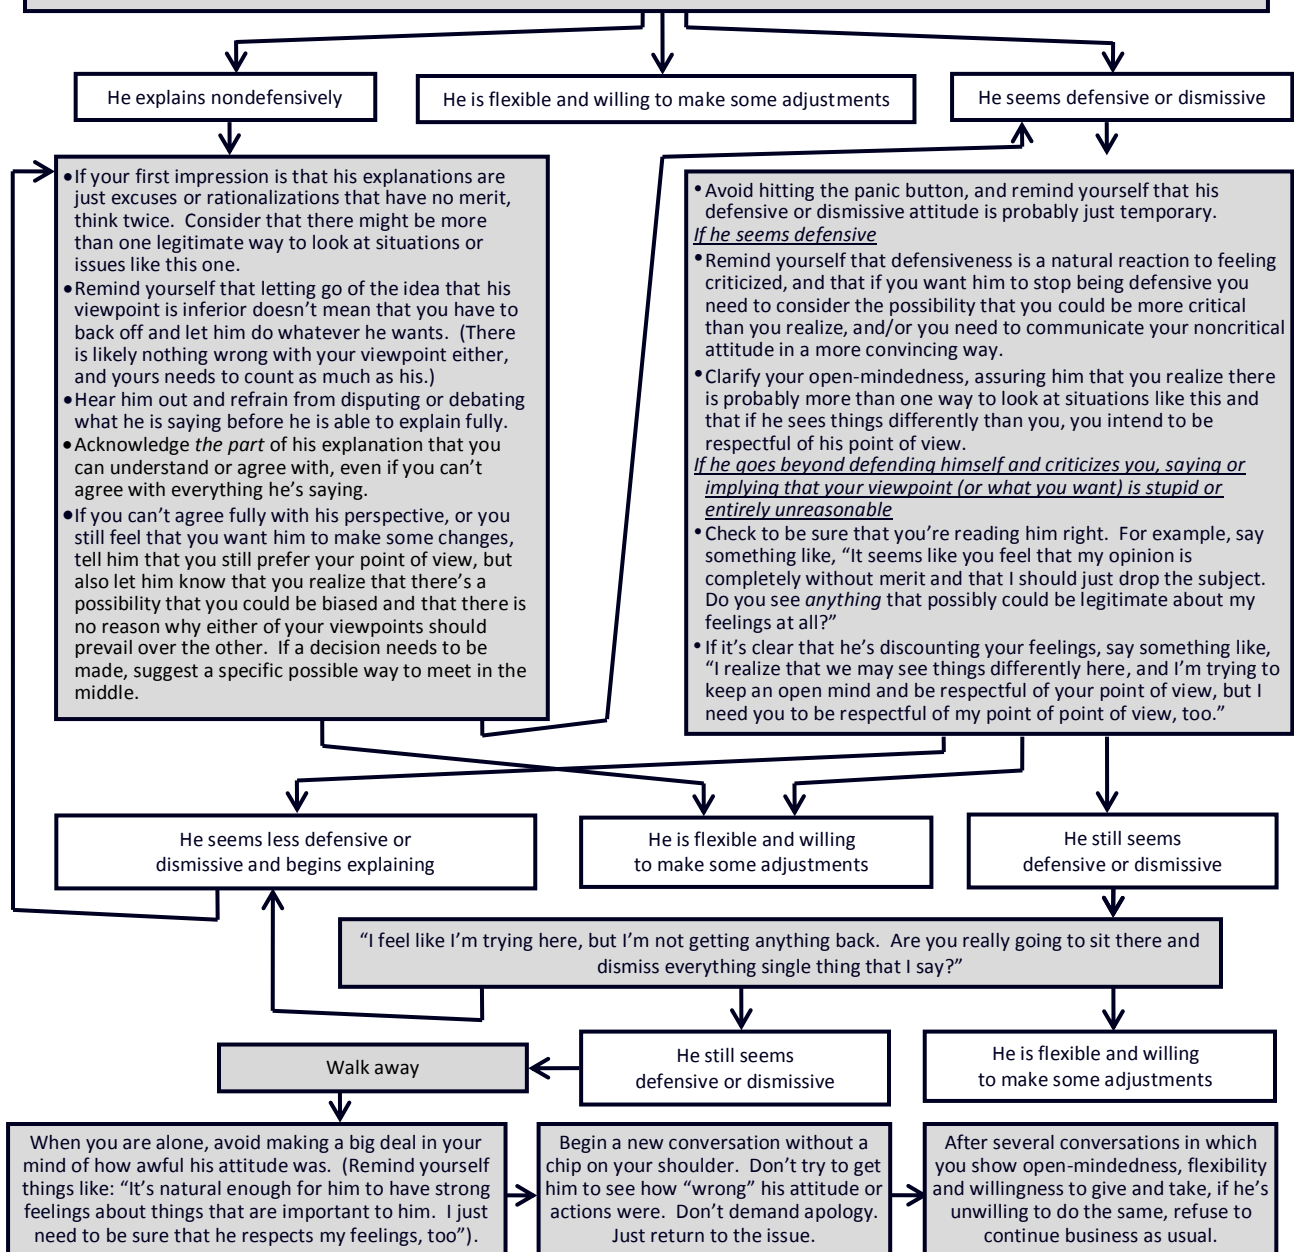 He explains nondefensively
He is flexible and willing to make some adjustments
He seems defensive or dismissive
•If your first impression is that his explanations are
just excuses or rationalizations that have no merit,
think twice.  Consider that there might be more
than one legitimate way to look at situations or
issues like this one.
•Remind yourself that letting go of the idea that his
viewpoint is inferior doesn't mean that you have to
back off and let him do whatever he wants.  (There
is likely nothing wrong with your viewpoint either,
and yours needs to count as much as his.)
•Hear him out and refrain from disputing or debating
what he is saying before he is able to explain fully.
•Acknowledge the part of his explanation that you
can understand or agree with, even if you can't
agree with everything he's saying.
•If you can't agree fully with his perspective, or you
still feel that you want him to make some changes,
tell him that you still prefer your point of view, but
also let him know that you realize that there's a
possibility that you could be biased and that there is
no reason why either of your viewpoints should
prevail over the other.  If a decision needs to be
made, suggest a specific possible way to meet in the
middle.
•Avoid hitting the panic button, and remind yourself that his
defensive or dismissive attitude is probably just temporary.
If he seems defensive
•Remind yourself that defensiveness is a natural reaction to feeling
criticized, and that if you want him to stop being defensive you
need to consider the possibility that you could be more critical
than you realize, and/or you need to communicate your noncritical
attitude in a more convincing way.
•Clarify your open-mindedness, assuring him that you realize there
is probably more than one way to look at situations like this and
that if he sees things differently than you, you intend to be
respectful of his point of view.
If he goes beyond defending himself and criticizes you, saying or
implying that your viewpoint (or what you want) is stupid or
entirely unreasonable
•Check to be sure that you're reading him right.  For example, say
something like, "It seems like you feel that my opinion is
completely without merit and that I should just drop the subject.
Do you see anything that possibly could be legitimate about my
feelings at all?"
•If it's clear that he's discounting your feelings, say something like,
"I realize that we may see things differently here, and I'm trying to
keep an open mind and be respectful of your point of view, but I
need you to be respectful of my point of point of view, too."
He seems less defensive or
dismissive and begins explaining
He is flexible and willing
to make some adjustments
He still seems
defensive or dismissive
"I feel like I'm trying here, but I'm not getting anything back.  Are you really going to sit there and
dismiss everything single thing that I say?"
Walk away
He still seems
defensive or dismissive
He is flexible and willing
to make some adjustments
When you are alone, avoid making a big deal in your
mind of how awful his attitude was.  (Remind yourself
things like: "It's natural enough for him to have strong
feelings about things that are important to him.  I just
need to be sure that he respects my feelings, too").
Begin a new conversation without a
chip on your shoulder.  Don't try to get
him to see how "wrong" his attitude or
actions were.  Don't demand apology.
Just return to the issue.
After several conversations in which
you show open-mindedness, flexibility
and willingness to give and take, if he's
unwilling to do the same, refuse to
continue business as usual.